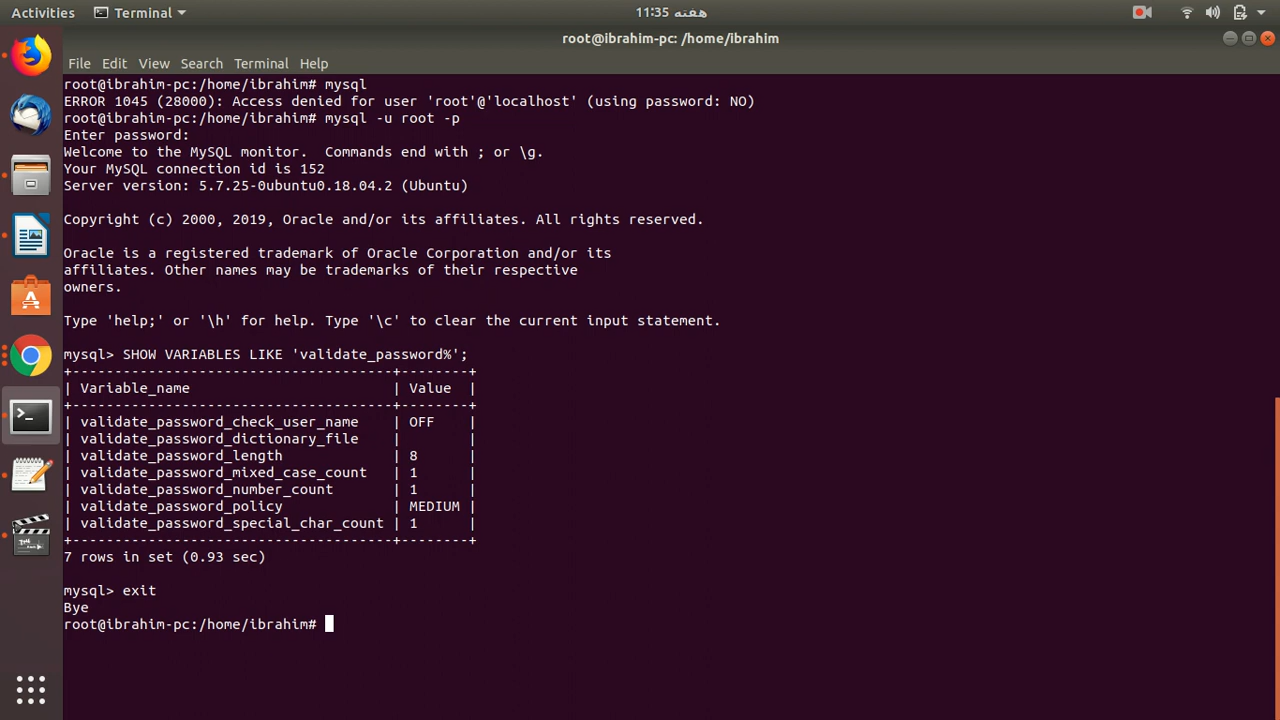 Activities
Terminal
هفته 11:35
root@ibrahim-pc: /home/ibrahim
File Edit View Search Terminal Help
root@ibrahim-pc:/home/ibrahim# mysql
ERROR 1045 (28000): Access denied for user 'root'@'localhost' (using password: NO)
root@ibrahim-pc:/home/ibrahim# mysql -u root -p
Enter password:
Welcome to the MySQL monitor.  Commands end with ; or \g.
Your MySQL connection id is 152
Server version: 5.7.25-0ubuntu0.18.04.2 (Ubuntu)
Copyright (c) 2000, 2019, Oracle and/or its affiliates. All rights reserved.
Oracle is a registered trademark of Oracle Corporation and/or its
affiliates. Other names may be trademarks of their respective
owners.
Type 'help;' or '\h' for help. Type '\c' to clear the current input statement.
mysql> SHOW VARIABLES LIKE 'validate_password%';
+--------------------------------------+--------+
| Variable_name                        | Value  |
+--------------------------------------+--------+
| validate_password_check_user_name    | OFF    |
| validate_password_dictionary_file    |        |
| validate_password_length             | 8      |
| validate_password_mixed_case_count   | 1      |
| validate_password_number_count       | 1      |
| validate_password_policy             | MEDIUM |
| validate_password_special_char_count | 1      |
+--------------------------------------+--------+
7 rows in set (0.93 sec)
mysql> exit
Bye
root@ibrahim-pc:/home/ibrahim#